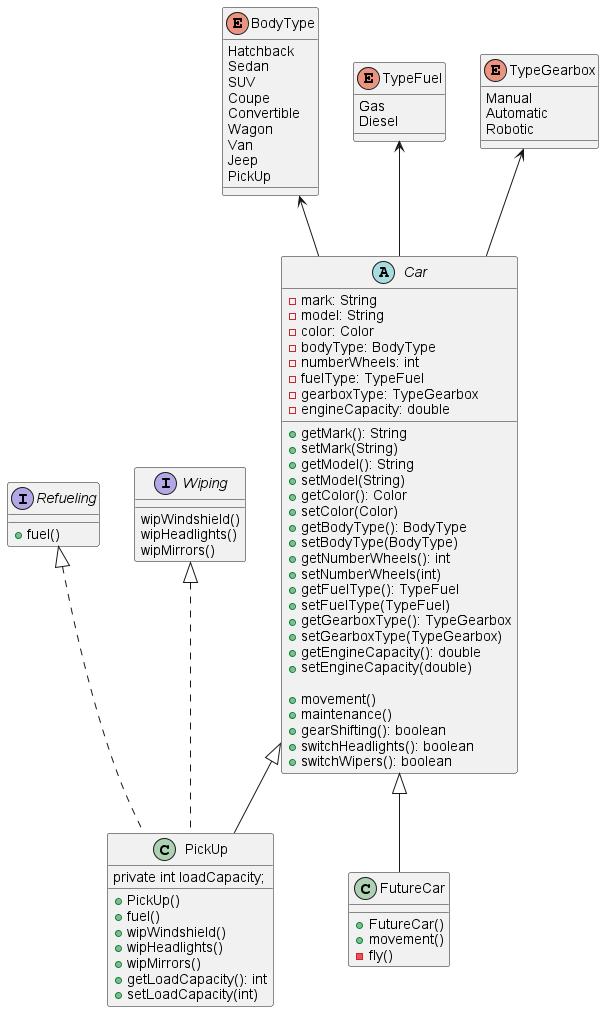 E BodyType
Hatchback
Sedan
SUV
Coupe
Convertible
Wagon
Van
Jeep
PickUp
E TypeFuel
Gas
Diesel
E TypeGearbox
Manual
Automatic
Robotic
A Car
mark: String
model: String
color: Color
bodyType: BodyType
numberWheels: int
fuelType: TypeFuel
gearboxType: TypeGearbox
engineCapacity: double
getMark(): String
setMark(String)
getModel(): String
setModel(String)
getColor(): Color
setColor(Color)
getBodyType(): BodyType
setBodyType(BodyType)
getNumberWheels(): int
setNumberWheels(int)
getFuelType(): TypeFuel
setFuelType(TypeFuel)
getGearboxType(): TypeGearbox
setGearboxType(TypeGearbox)
getEngineCapacity(): double
setEngineCapacity(double)
movement()
maintenance()
gearShifting(): boolean
switchHeadlights(): boolean
switchWipers(): boolean
I Refueling
fuel()
I Wiping
wipWindshield()
wipHeadlights()
wipMirrors()
C PickUp
private int loadCapacity;
PickUp()
fuel()
wipWindshield()
wipHeadlights()
wipMirrors()
getLoadCapacity(): int
setLoadCapacity(int)
C FutureCar
FutureCar()
movement()
fly()